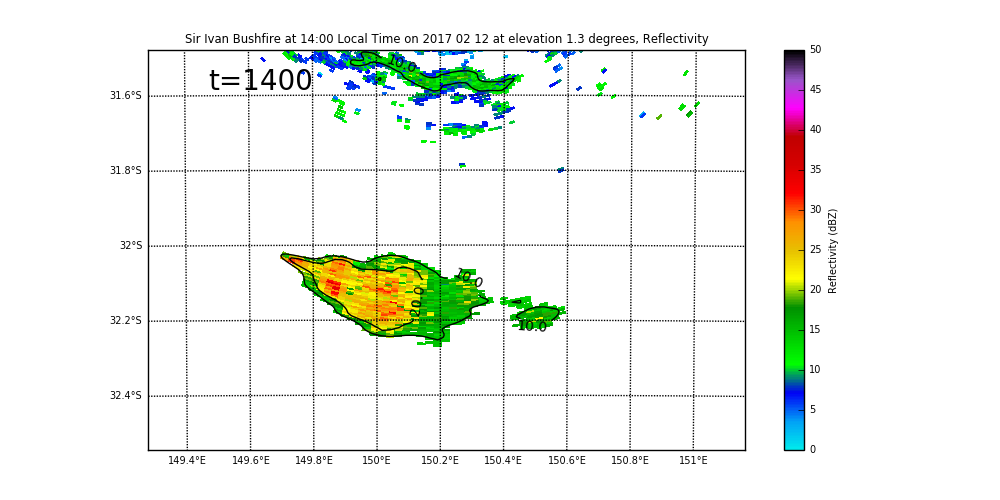 Sir Ivan Bushfire at 14:00 Local Time on 2017 02 12 at elevation 1.3 degrees, Reflectivity
t=1400
10.0
31.6°S
31.8°S
32°S
32.2°S
32.4°S
10.0
20.0
10.0
149.4°E 149.6°E 149.8°E 150°E 150.2°E 150.4°E 150.6°E 150.8°E 151°E
50
45
40
35
30
25
20
15
10
5
0
Reflectivity (dBZ)